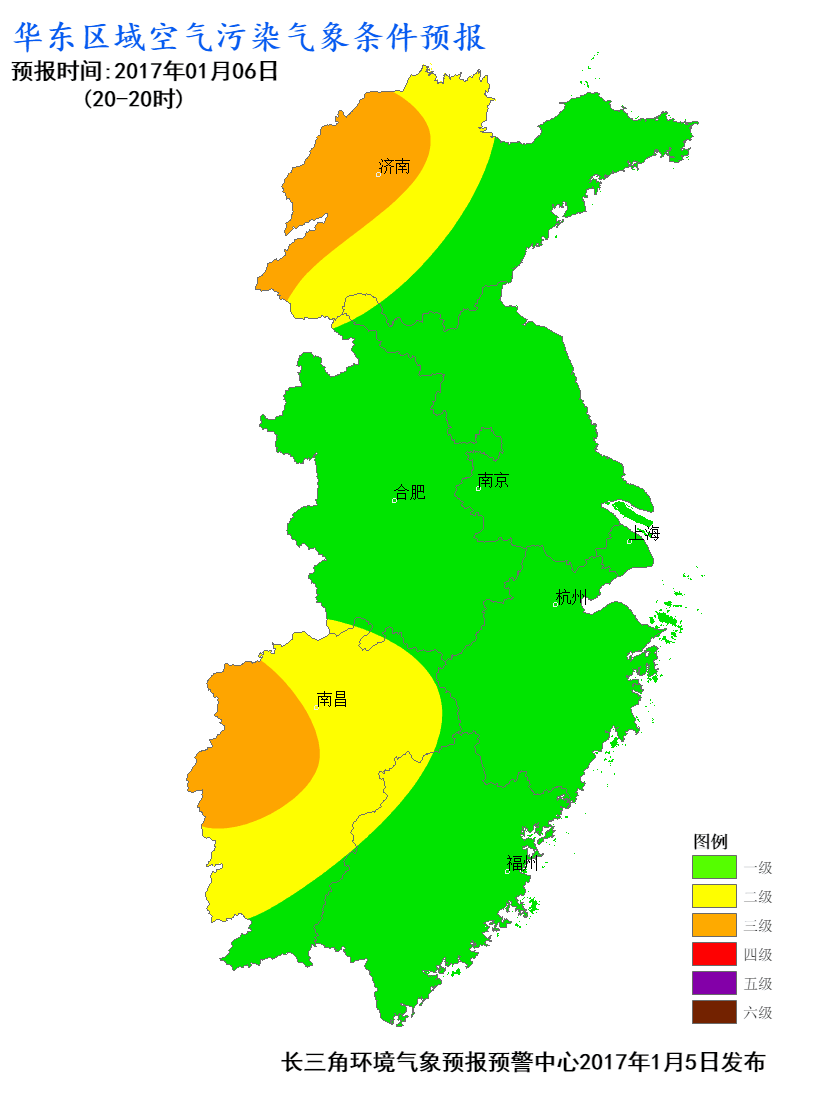 华东区域空气污染气象条件预报
预报时间:2017年01月06日
(20-20时)
济南
合肥
南京
上海
杭州
南昌
福州
图例
一级
二级
三级
四级
五级
六级
长三角环境气象预报预警中心2017年1月5日发布